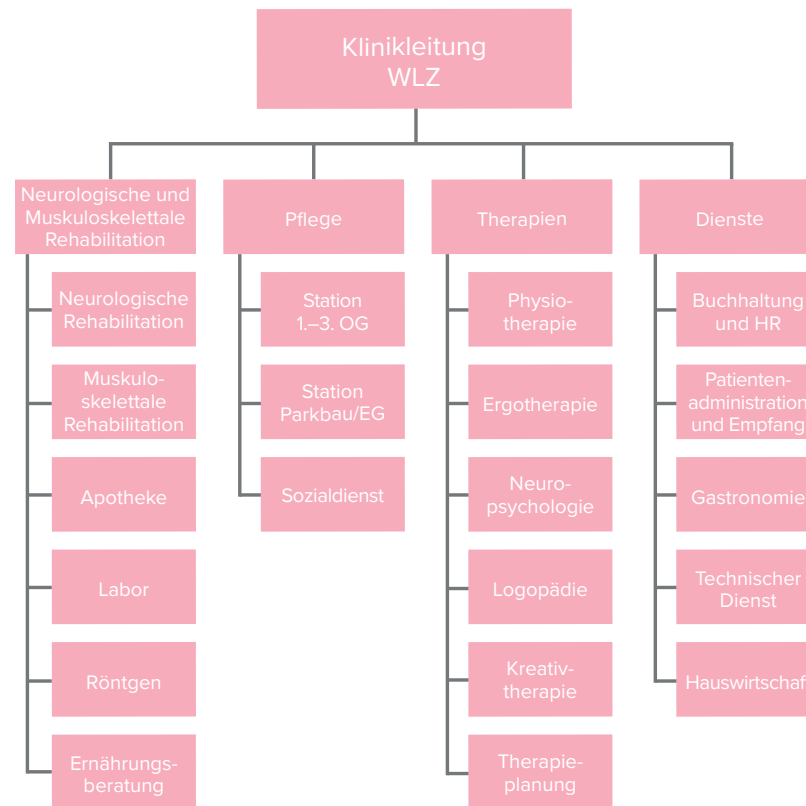 Klinikleitung
WLZ
Neurologische und
Muskuloskelettale
Rehabilitation
Neurologische
Rehabilitation
Muskulo-
skelettale
Rehabilitation
Apotheke
Labor
Röntgen
Ernährungs-
beratung
Pflege
Station
1.–3. OG
Station
Parkbau/EG
Sozialdienst
Therapien
Physio-
therapie
Ergotherapie
Neuro-
psychologie
Logopädie
Kreativ-
therapie
Therapie-
planung
Dienste
Buchhaltung
und HR
Patienten-
administration
und Empfang
Gastronomie
Technischer
Dienst
Hauswirtschaf